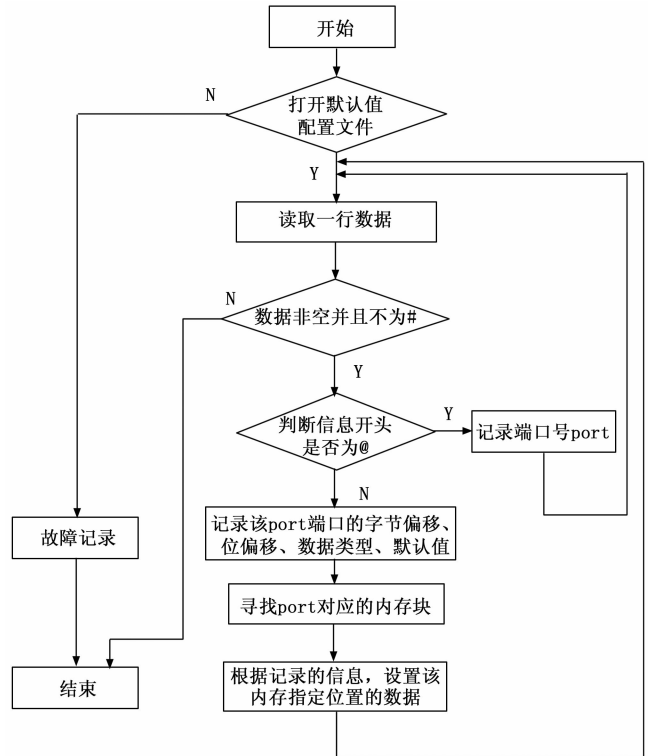 开始
N
打开默认值
配置文件
Y
读取一行数据
N
数据非空并且不为#
Y
判断信息开头
是否为@
Y
记录端口号port
N
故障记录
记录该port端口的字节偏移、
位偏移、数据类型、默认值
寻找port对应的内存块
结束
根据记录的信息，设置该
内存指定位置的数据